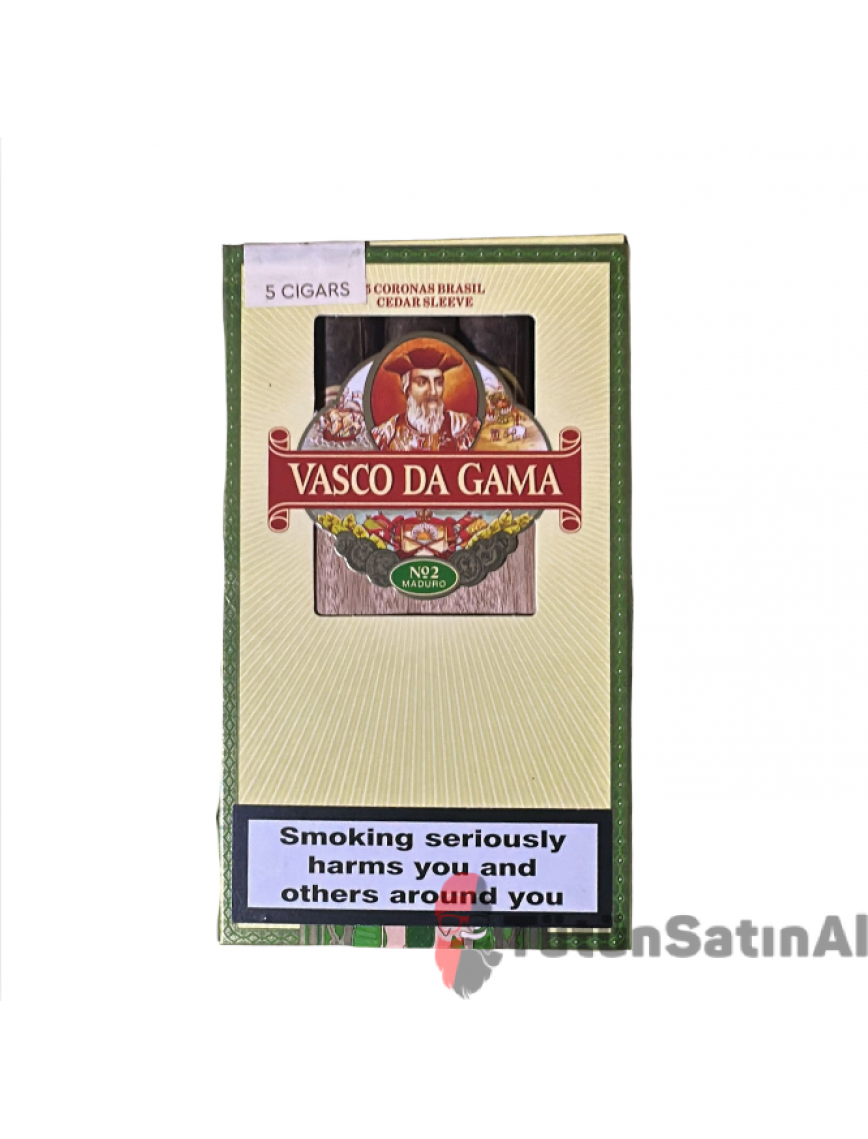 5 CIGARS
5 CORONAS BRASIL
CEDAR SLEEVE
VASCO DA GAMA
Nº2
MADURO
Smoking seriously
harms you and
others around you
TütünSatınAl